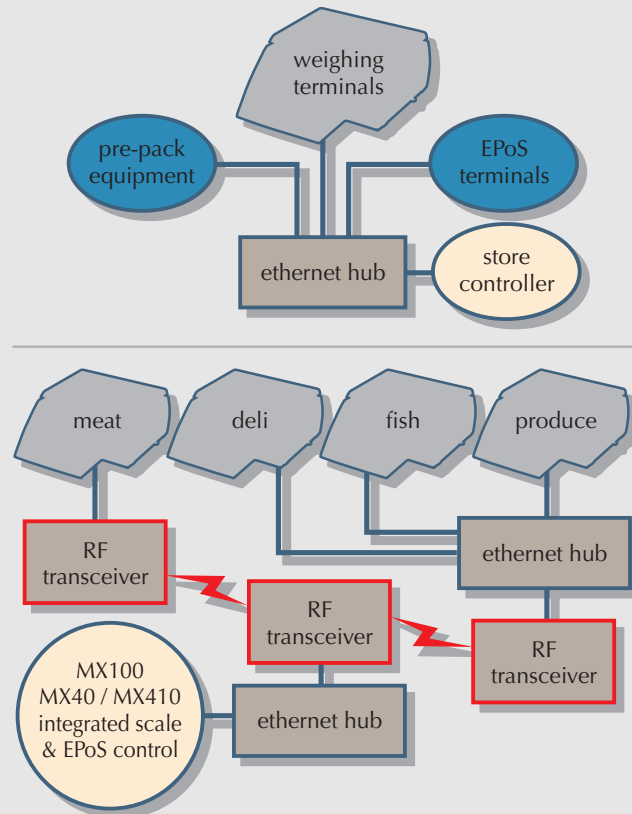 weighing
terminals
pre-pack
equipment
EPoS
terminals
ethernet hub
store
controller
meat
deli
fish
produce
RF
transceiver
ethernet hub
RF
transceiver
RF
transceiver
MX100
MX40 / MX410
integrated scale
& EPoS control
ethernet hub